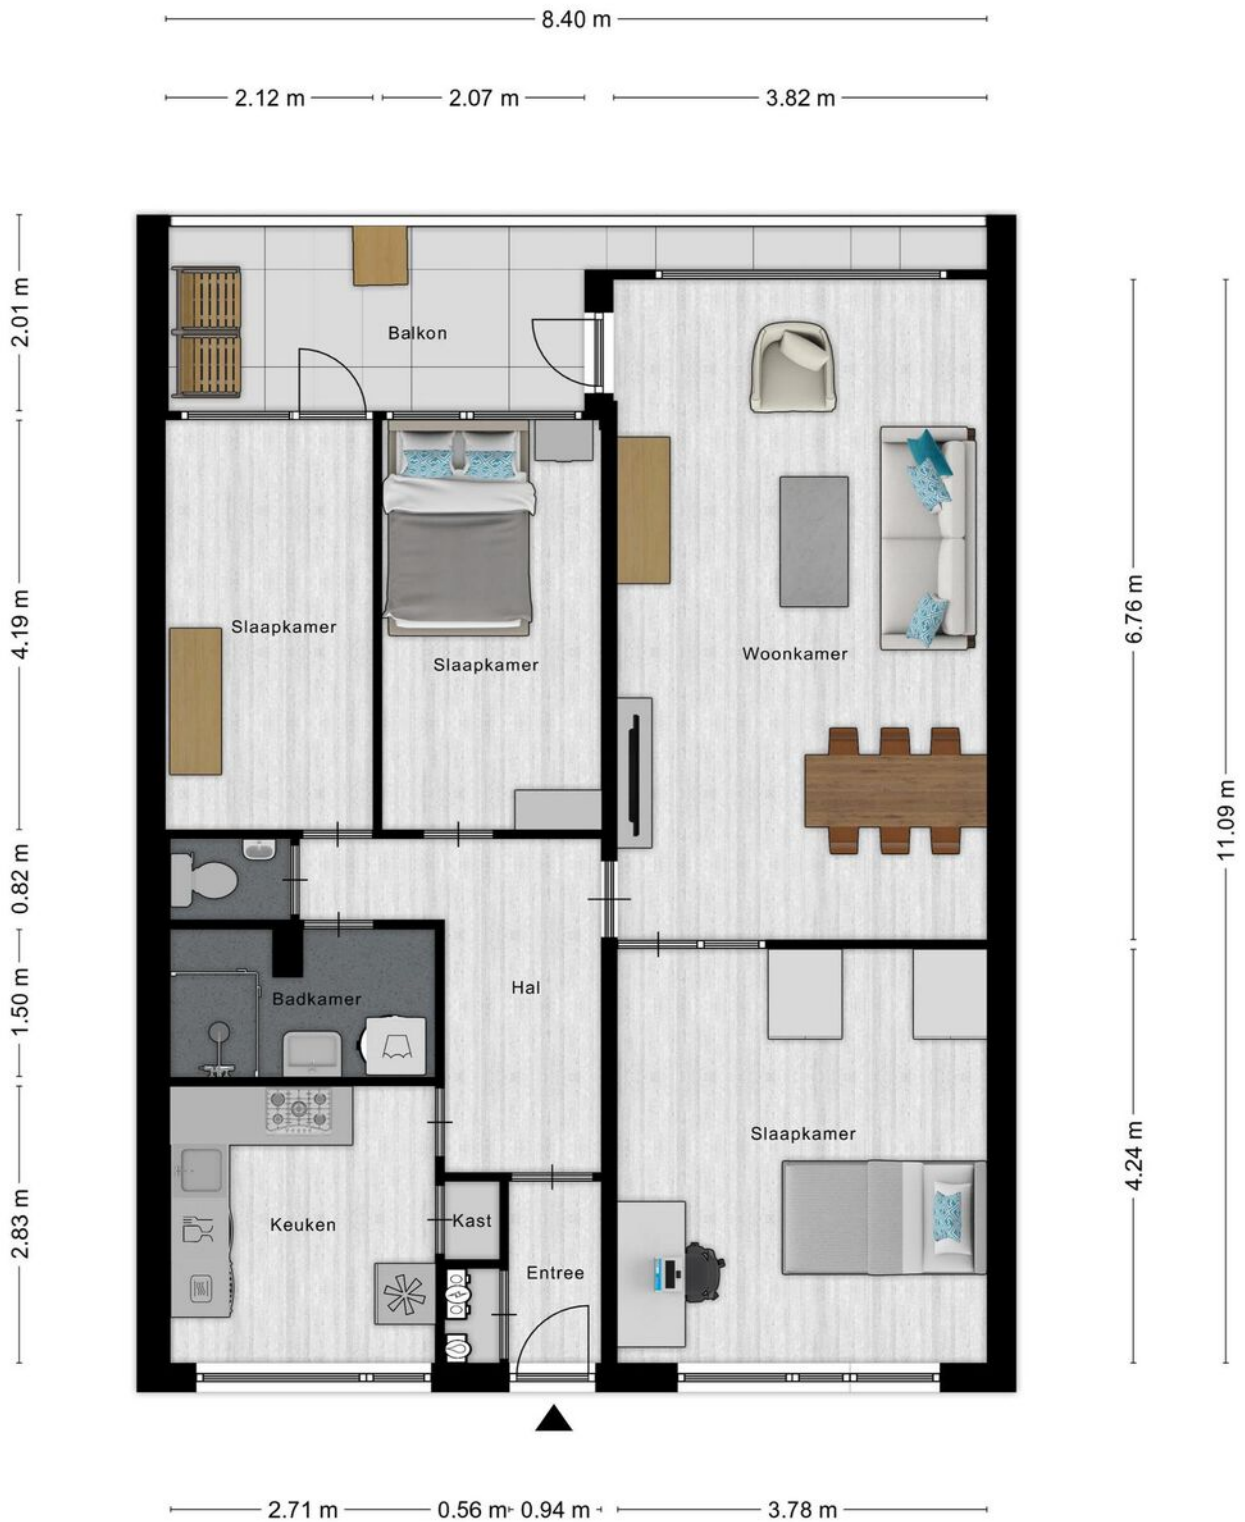 8.40 m
2.12 m
2.07 m
3.82 m
2.01 m
Balkon
4.19 m
Slaapkamer
Slaapkamer
Woonkamer
6.76 m
11.09 m
0.82 m
1.50 m
Badkamer
Hal
Slaapkamer
4.24 m
2.83 m
Keuken
Kast
Entree
2.71 m
0.56 m
0.94 m
3.78 m